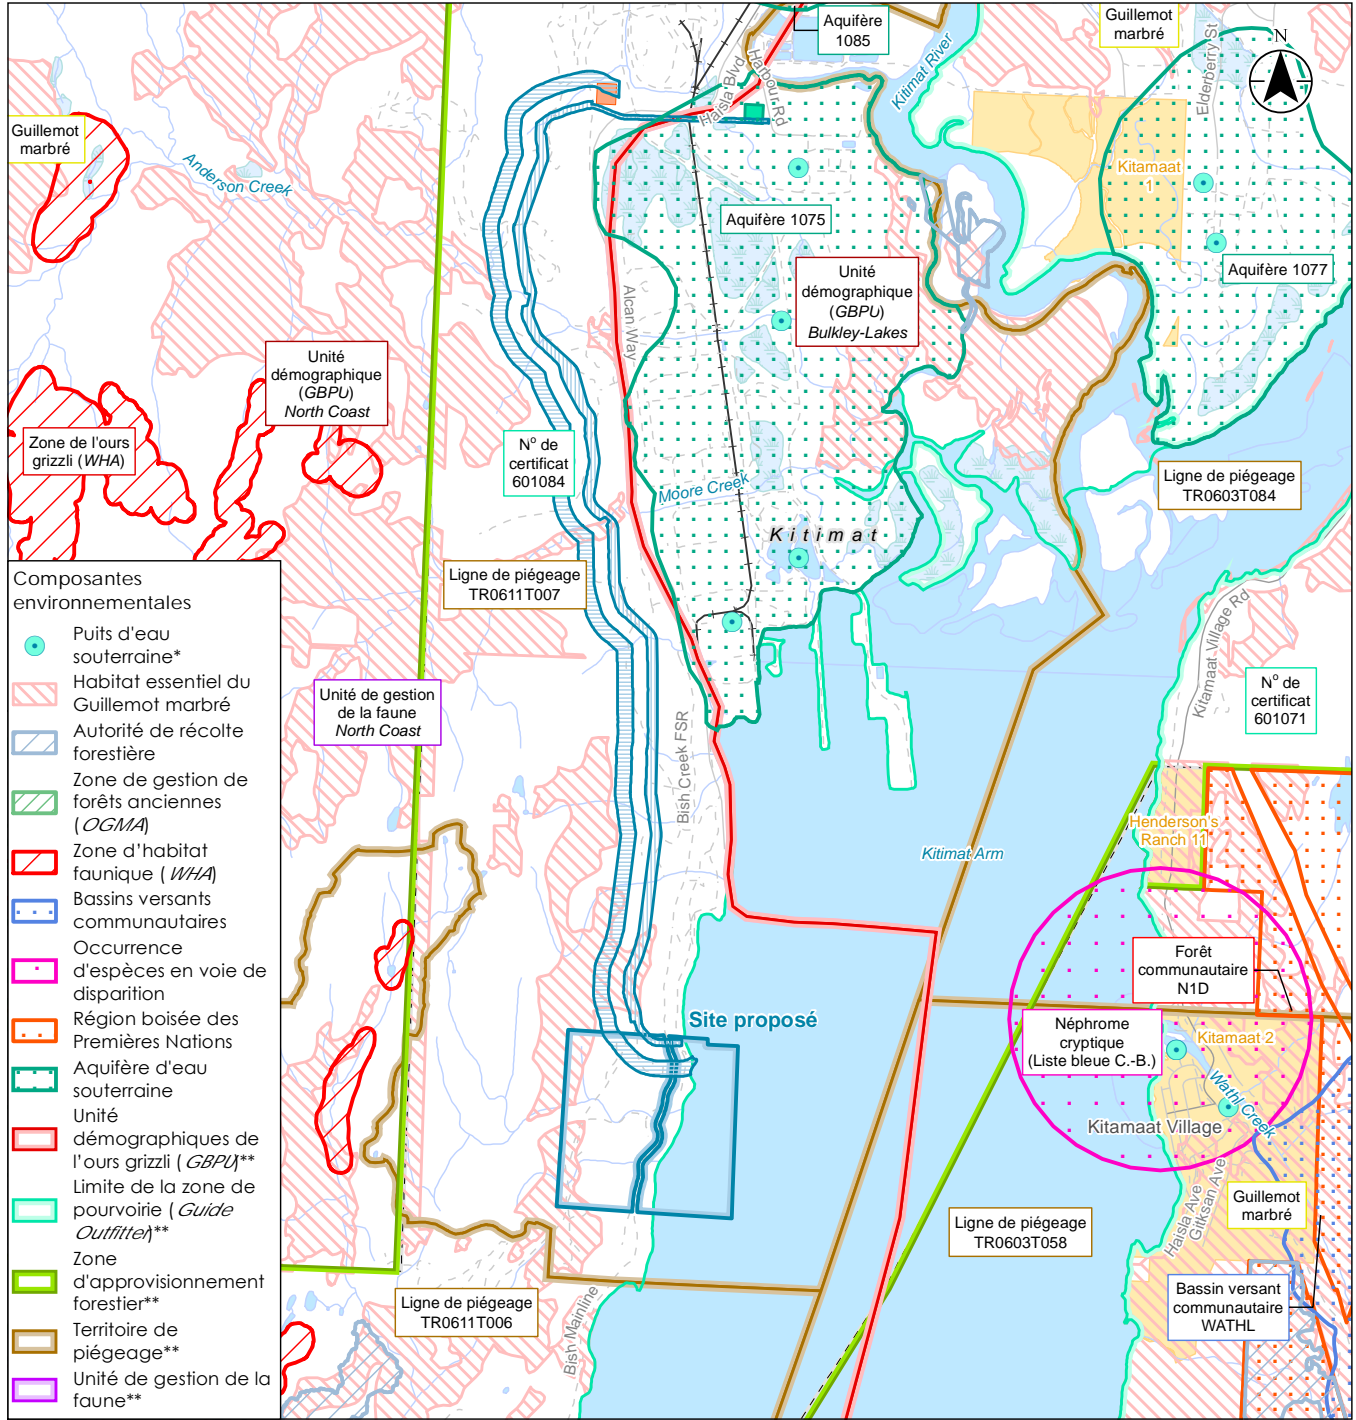 Aquifère
1085
Guillemot
marbré
N
Elderberry St
Kitimat River
Haisla Blvd
Harbour Rd
Guillemot
marbré
Anderson Creek
Kitamaat
1
Aquifère 1075
Aquifère 1077
Unité
démographique
(GBPU)
Bulkley-Lakes
Alcan Way
Unité
démographique
(GBPU)
North Coast
Zone de l'ours
grizzli (WHA)
N° de
certificat
601084
Moore Creek
Kitimat
Ligne de piégeage
TR0603T084
Ligne de piégeage
TR0611T007
Kitamaat Village Rd
N° de
certificat
601071
Unité de gestion
de la faune
North Coast
Bish Creek FSR
Henderson's
Ranch 11
Kitimat Arm
Forêt
communautaire
N1D
Site proposé
Néphrome
cryptique
(Liste bleue C.-B.)
Kitamaat 2
Wathl Creek
Kitamaat Village
Haisla Ave
Gitksan Ave
Guillemot
marbré
Ligne de piégeage
TR0603T058
Bassin versant
communautaire
WATHL
Ligne de piégeage
TR0611T006
Bish Mainline
Composantes
environnementales
Puits d'eau
souterraine*
Habitat essentiel du
Guillemot marbré
Autorité de récolte
forestière
Zone de gestion de
forêts anciennes
(OGMA)
Zone d'habitat
faunique (WHA)
Bassins versants
communautaires
Occurrence
d'espèces en voie de
disparition
Région boisée des
Premières Nations
Aquifère d'eau
souterraine
Unité
démographiques de
l'ours grizzli (GBPU)**
Limite de la zone de
pourvoirie (Guide
Outfitter)**
Zone
d'approvisionnement
forestier**
Territoire de
piégeage**
Unité de gestion de la
faune**